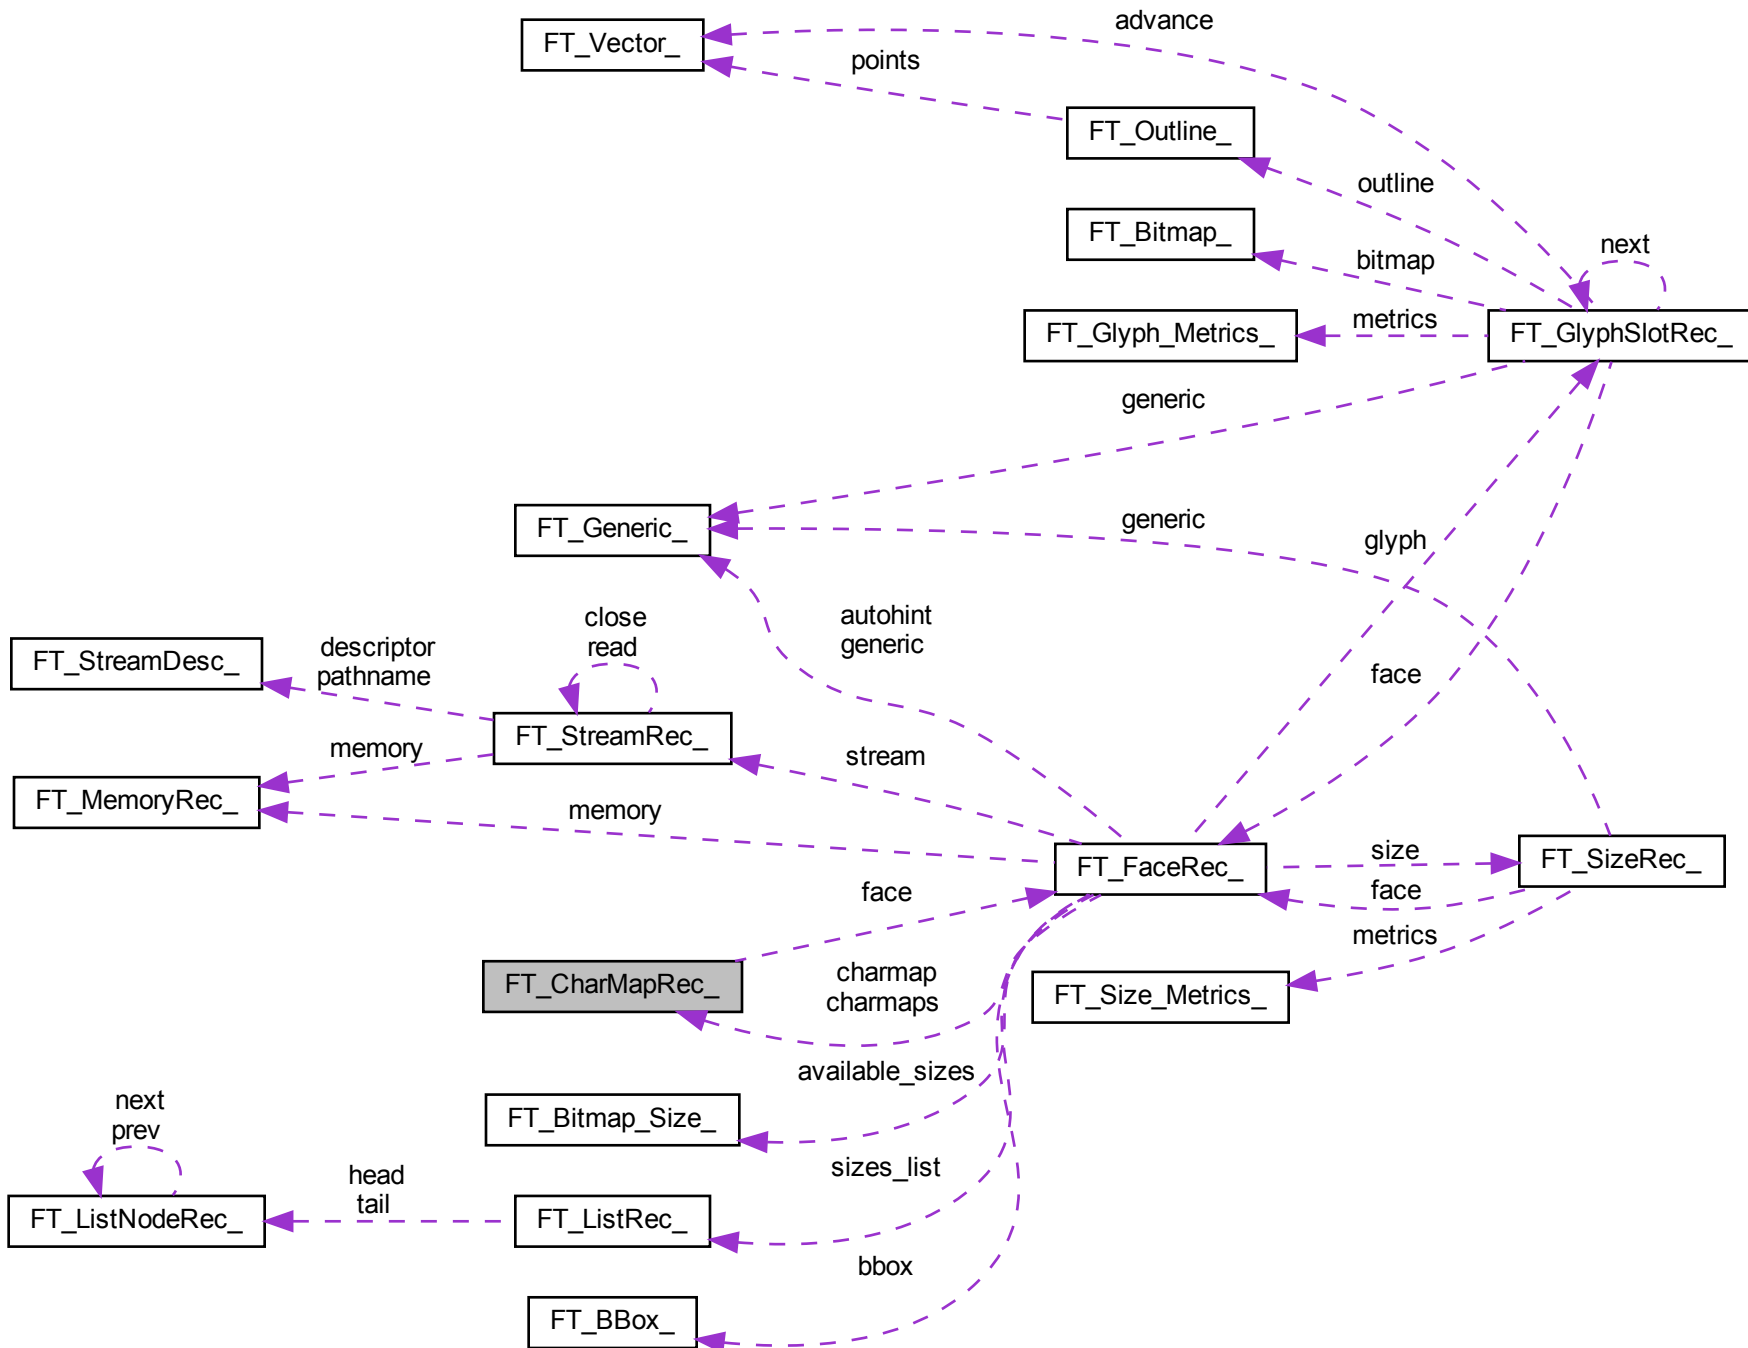 advance
FT_Vector_
points
FT_Outline_
outline
FT_Bitmap_
next
bitmap
FT_Glyph_Metrics_
metrics
FT_GlyphSlotRec_
generic
FT_Generic_
generic
glyph
autohint
generic
close
read
descriptor
pathname
FT_StreamDesc_
face
FT_StreamRec_
memory
stream
FT_MemoryRec_
memory
FT_FaceRec_
size
FT_SizeRec_
face
face
metrics
FT_CharMapRec_
charmap
charmaps
FT_Size_Metrics_
available_sizes
FT_Bitmap_Size_
next
prev
sizes_list
head
tail
FT_ListNodeRec_
FT_ListRec_
bbox
FT_BBox_